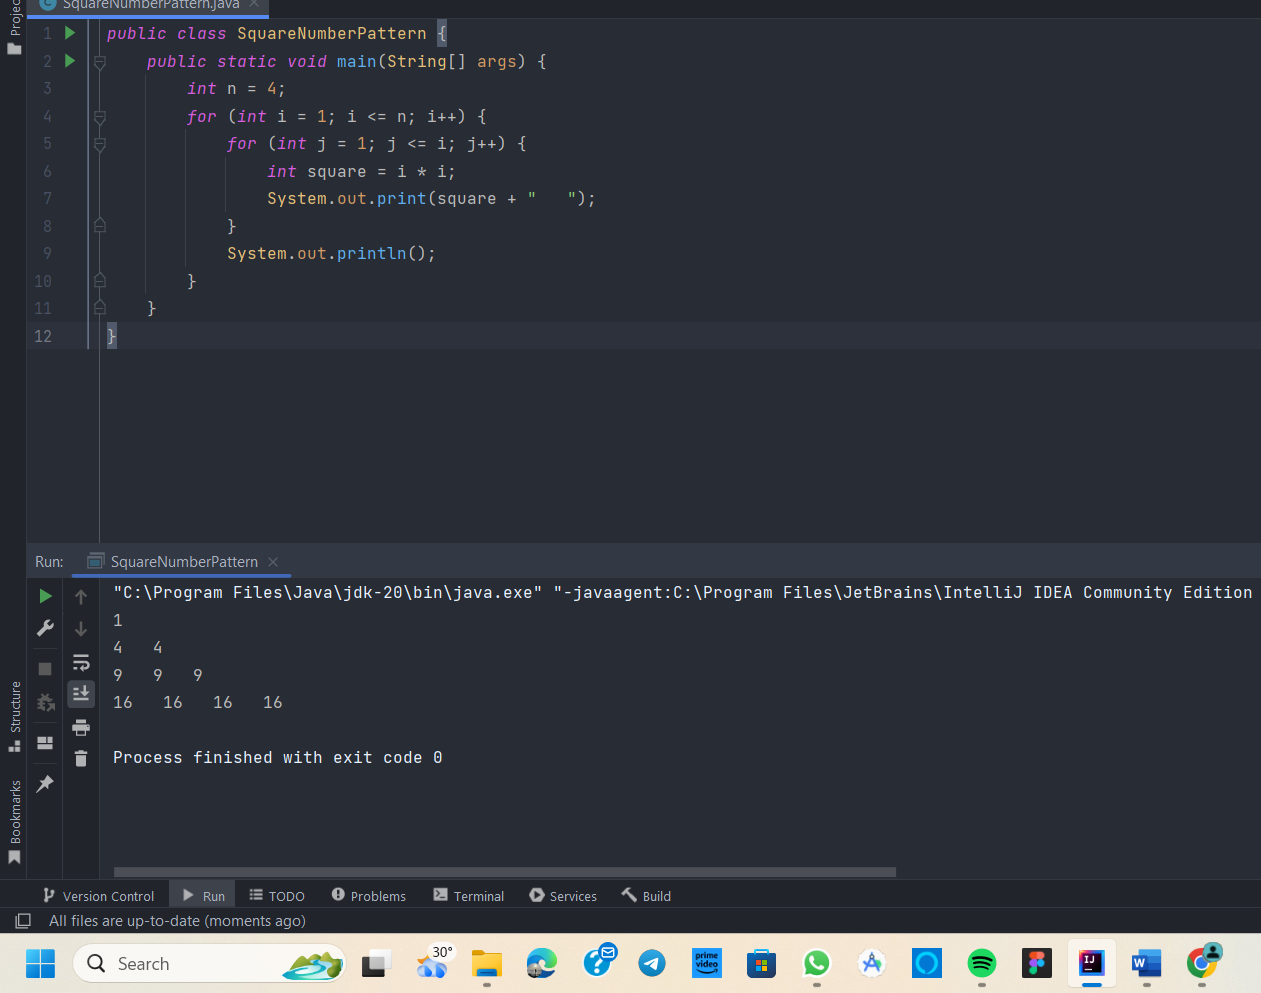 Projec
SquareNumberPattern.java
1 public class SquareNumberPattern {
2     public static void main(String[] args) {
3         int n = 4;
4         for (int i = 1; i <= n; i++) {
5             for (int j = 1; j <= i; j++) {
6                 int square = i * i;
7                 System.out.print(square + "   ");
8             }
9             System.out.println();
10         }
11     }
12 }
Run: SquareNumberPattern
"C:\Program Files\Java\jdk-20\bin\java.exe" "-javaagent:C:\Program Files\JetBrains\IntelliJ IDEA Community Edition
1
4   4
9   9   9
16   16   16   16
Process finished with exit code 0
Structure
Bookmarks
Version Control Run TODO Problems Terminal Services Build
All files are up-to-date (moments ago)
Search 30° prime video IJ W